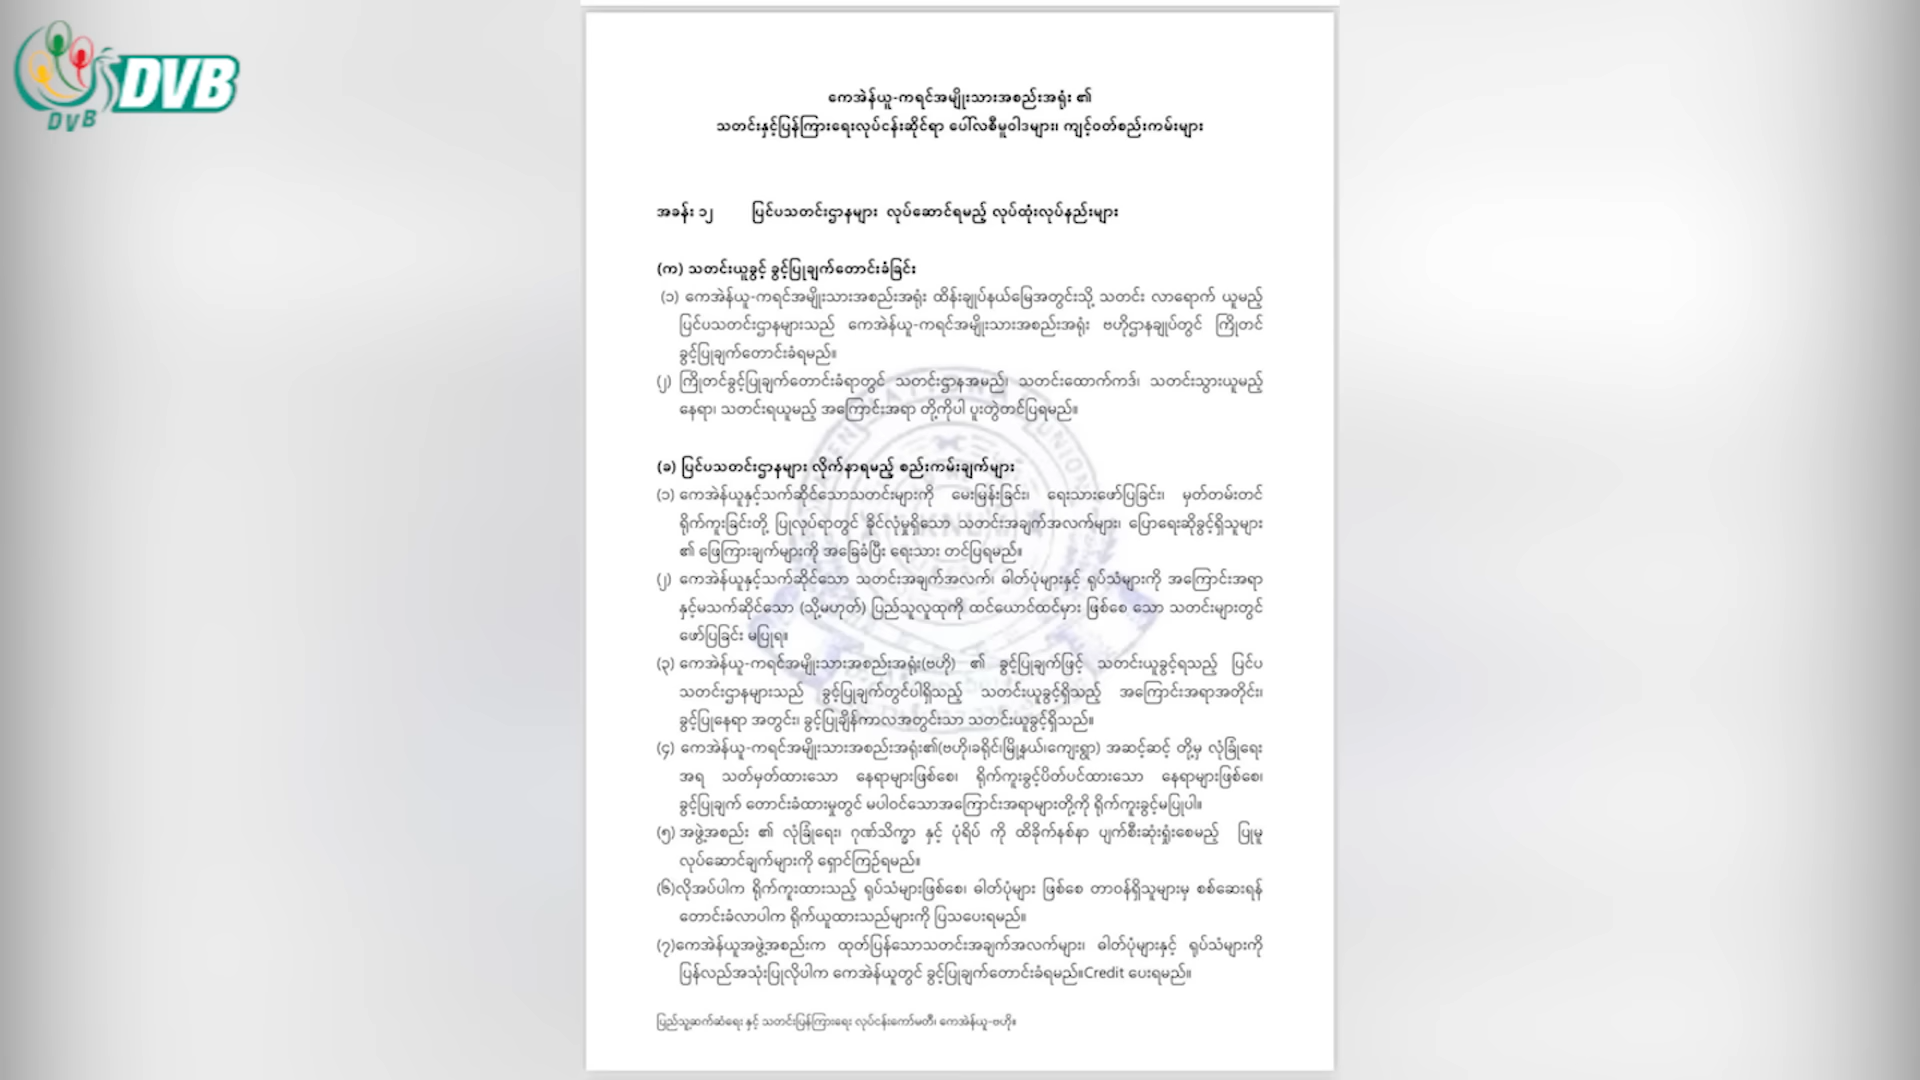 DVB
DVB
ကေအဲန်ယူ-ကရင်အမျိုးသားအစည်းအရုံး ၏
သတင်းနှင့်ပြန်ကြားရေးလုပ်ငန်းဆိုင်ရာ ပေါ်လစီမူဝါဒများ၊ ကျင့်ဝတ်စည်းကမ်းများ
အခန်း ၁၂ ပြင်ပသတင်းဌာနများ လုပ်ဆောင်ရမည့် လုပ်ထုံးလုပ်နည်းများ
(က) သတင်းယူခွင့် ခွင့်ပြုချက်တောင်းခံခြင်း
(၁) ကေအဲန်ယူ-ကရင်အမျိုးသားအစည်းအရုံး ထိန်းချုပ်နယ်မြေအတွင်းသို့ သတင်း လာရောက် ယူမည့်
ပြင်ပသတင်းဌာနများသည် ကေအဲန်ယူ-ကရင်အမျိုးသားအစည်းအရုံး ဗဟိုဌာနချုပ်တွင် ကြိုတင်
ခွင့်ပြုချက်တောင်းခံရမည်။
(၂) ကြိုတင်ခွင့်ပြုချက်တောင်းခံရာတွင် သတင်းဌာနအမည်၊ သတင်းထောက်ကဒ်၊ သတင်းသွားယူမည့်
နေရာ၊ သတင်းရယူမည့် အကြောင်းအရာ တို့ကိုပါ ပူးတွဲတင်ပြရမည်။
(ခ) ပြင်ပသတင်းဌာနများ လိုက်နာရမည့် စည်းကမ်းချက်များ
(၁) ကေအဲန်ယူနှင့်သက်ဆိုင်သောသတင်းများကို မေးမြန်းခြင်း၊ ရေးသားဖော်ပြခြင်း၊ မှတ်တမ်းတင်
ရိုက်ကူးခြင်းတို့ ပြုလုပ်ရာတွင် ခိုင်လုံမှုရှိသော သတင်းအချက်အလက်များ၊ ပြောရေးဆိုခွင့်ရှိသူများ
၏ ဖြေကြားချက်များကို အခြေခံပြီး ရေးသား တင်ပြရမည်။
(၂) ကေအဲန်ယူနှင့်သက်ဆိုင်သော သတင်းအချက်အလက်၊ ဓါတ်ပုံများနှင့် ရုပ်သံများကို အကြောင်းအရာ
နှင့်မသက်ဆိုင်သော (သို့မဟုတ်) ပြည်သူလူထုကို ထင်ယောင်ထင်မှား ဖြစ်စေ သော သတင်းများတွင်
ဖော်ပြခြင်း မပြုရ။
(၃) ကေအဲန်ယူ-ကရင်အမျိုးသားအစည်းအရုံး(ဗဟို) ၏ ခွင့်ပြုချက်ဖြင့် သတင်းယူခွင့်ရသည့် ပြင်ပ
သတင်းဌာနများသည် ခွင့်ပြုချက်တွင်ပါရှိသည့် သတင်းယူခွင့်ရှိသည့် အကြောင်းအရာအတိုင်း၊
ခွင့်ပြုနေရာ အတွင်း၊ ခွင့်ပြုချိန်ကာလအတွင်းသာ သတင်းယူခွင့်ရှိသည်။
(၄) ကေအဲန်ယူ-ကရင်အမျိုးသားအစည်းအရုံး၏(ဗဟို၊ခရိုင်၊မြို့နယ်၊ကျေးရွာ) အဆင့်ဆင့် တို့မှ လုံခြုံရေး
အရ သတ်မှတ်ထားသော နေရာများဖြစ်စေ၊ ရိုက်ကူးခွင့်ပိတ်ပင်ထားသော နေရာများဖြစ်စေ၊
ခွင့်ပြုချက် တောင်းခံထားမှုတွင် မပါဝင်သောအကြောင်းအရာများတို့ကို ရိုက်ကူးခွင့်မပြုပါ။
(၅) အဖွဲ့အစည်း ၏ လုံခြုံရေး၊ ဂုဏ်သိက္ခာ နှင့် ပုံရိပ် ကို ထိခိုက်နစ်နာ ပျက်စီးဆုံးရှုံးစေမည့် ပြုမူ
လုပ်ဆောင်ချက်များကို ရှောင်ကြဉ်ရမည်။
(၆)လိုအပ်ပါက ရိုက်ကူးထားသည့် ရုပ်သံများဖြစ်စေ၊ ဓါတ်ပုံများ ဖြစ်စေ တာဝန်ရှိသူများမှ စစ်ဆေးရန်
တောင်းခံလာပါက ရိုက်ယူထားသည်များကို ပြသပေးရမည်။
(၇)ကေအဲန်ယူအဖွဲ့အစည်းက ထုတ်ပြန်သောသတင်းအချက်အလက်များ၊ ဓါတ်ပုံများနှင့် ရုပ်သံများကို
ပြန်လည်အသုံးပြုလိုပါက ကေအဲန်ယူတွင် ခွင့်ပြုချက်တောင်းခံရမည်။Credit ပေးရမည်။
ပြည်သူ့ဆက်ဆံရေး နှင့် သတင်းပြန်ကြားရေး လုပ်ငန်းကော်မတီ၊ ကေအဲန်ယူ-ဗဟို။